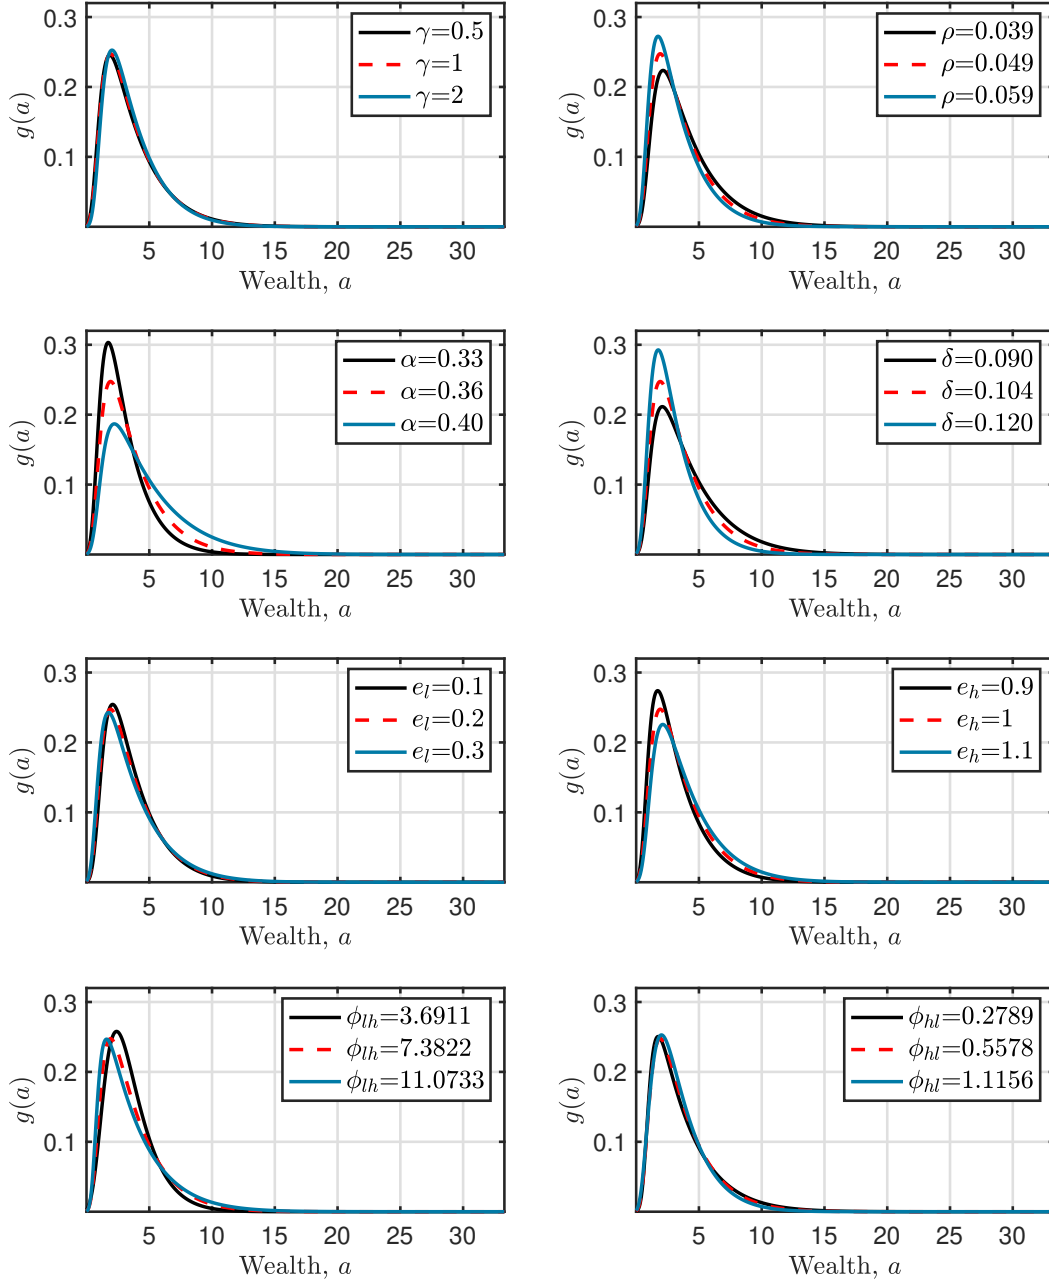 0.3
0.2
0.1
g(a)
γ=0.5
γ=1
γ=2
5 10 15 20 25 30
Wealth, a
0.3
0.2
0.1
g(a)
ρ=0.039
ρ=0.049
ρ=0.059
5 10 15 20 25 30
Wealth, a
0.3
0.2
0.1
g(a)
α=0.33
α=0.36
α=0.40
5 10 15 20 25 30
Wealth, a
0.3
0.2
0.1
g(a)
δ=0.090
δ=0.104
δ=0.120
5 10 15 20 25 30
Wealth, a
0.3
0.2
0.1
g(a)
e_l=0.1
e_l=0.2
e_l=0.3
5 10 15 20 25 30
Wealth, a
0.3
0.2
0.1
g(a)
e_h=0.9
e_h=1
e_h=1.1
5 10 15 20 25 30
Wealth, a
0.3
0.2
0.1
g(a)
ϕ_lh=3.6911
ϕ_lh=7.3822
ϕ_lh=11.0733
5 10 15 20 25 30
Wealth, a
0.3
0.2
0.1
g(a)
ϕ_hl=0.2789
ϕ_hl=0.5578
ϕ_hl=1.1156
5 10 15 20 25 30
Wealth, a